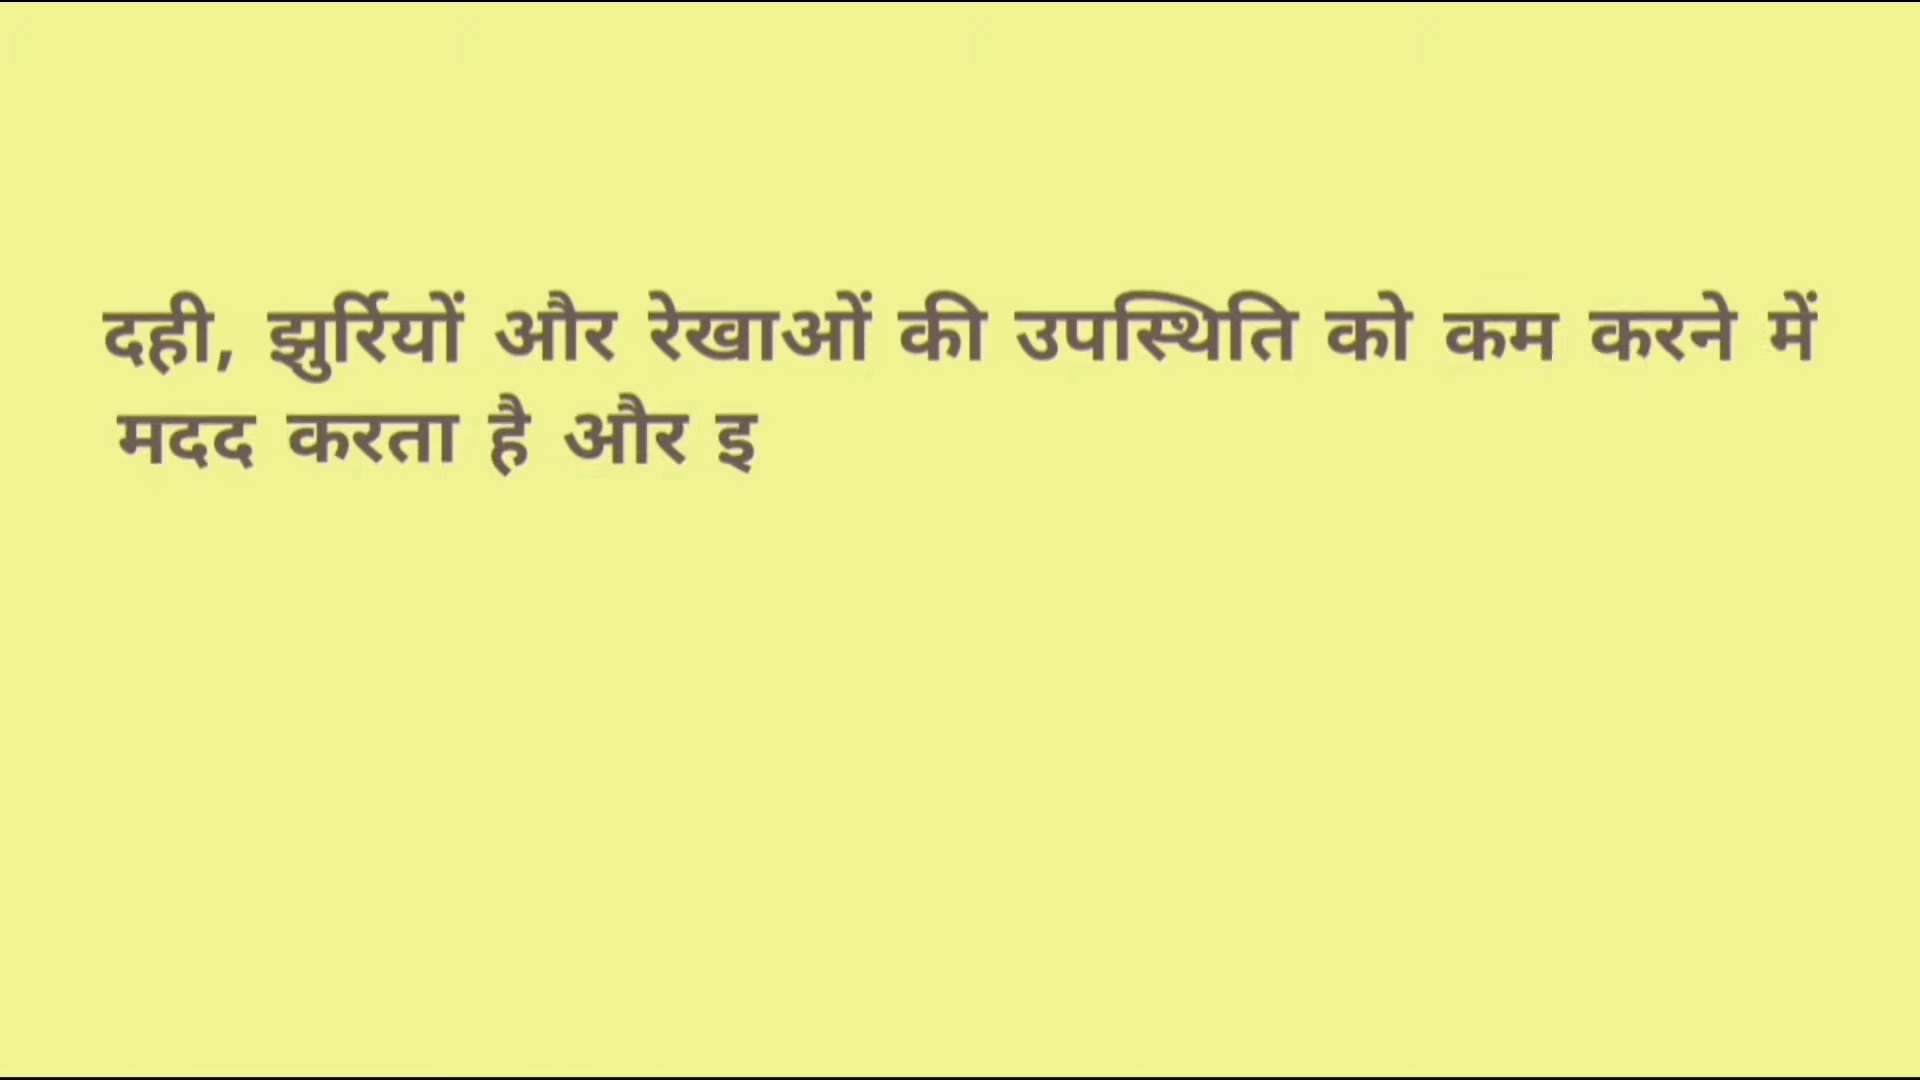 दही, झुर्रियों और रेखाओं की उपस्थिति को कम करने में
मदद करता है और इ